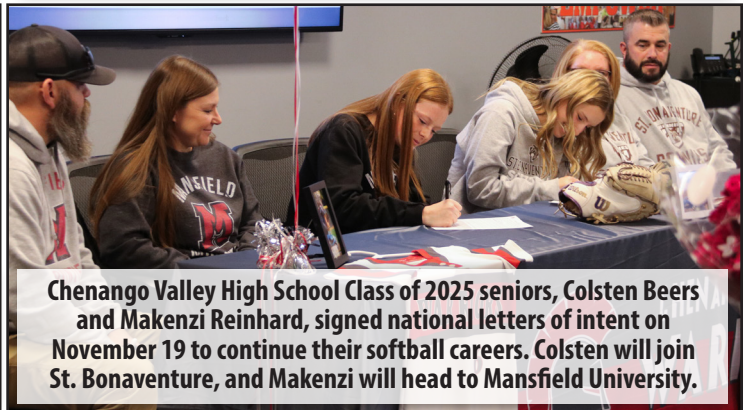 MANSFIELD
M
ST. BONAVENTURE
Chenango Valley High School Class of 2025 seniors, Colsten Beers
and Makenzi Reinhard, signed national letters of intent on
November 19 to continue their softball careers. Colsten will join
St. Bonaventure, and Makenzi will head to Mansfield University.